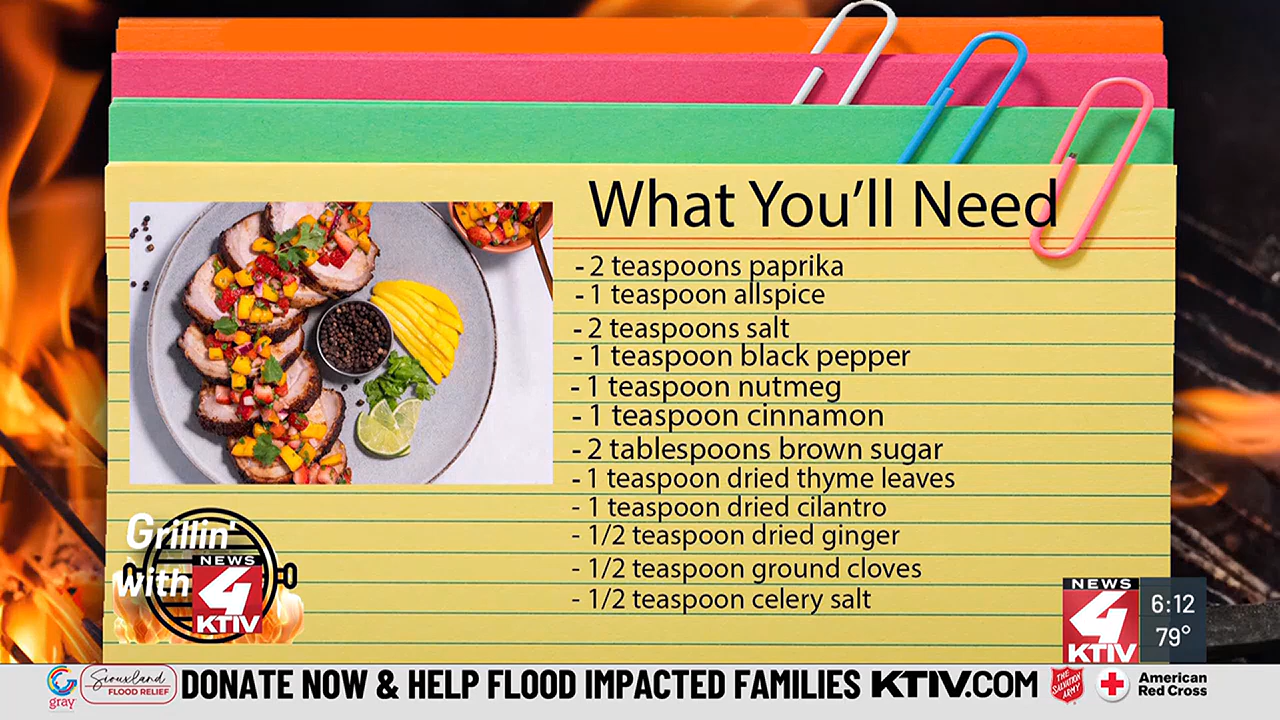 What You’ll Need
- 2 teaspoons paprika
- 1 teaspoon allspice
- 2 teaspoons salt
- 1 teaspoon black pepper
- 1 teaspoon nutmeg
- 1 teaspoon cinnamon
- 2 tablespoons brown sugar
- 1 teaspoon dried thyme leaves
- 1 teaspoon dried cilantro
- 1/2 teaspoon dried ginger
- 1/2 teaspoon ground cloves
- 1/2 teaspoon celery salt
Grillin'
with
NEWS
4
KTIV
NEWS
4
KTIV
6:12
79°
gray
Siouxland
FLOOD RELIEF
DONATE NOW & HELP FLOOD IMPACTED FAMILIES KTIV.COM
THE
SALVATION
ARMY
American
Red Cross